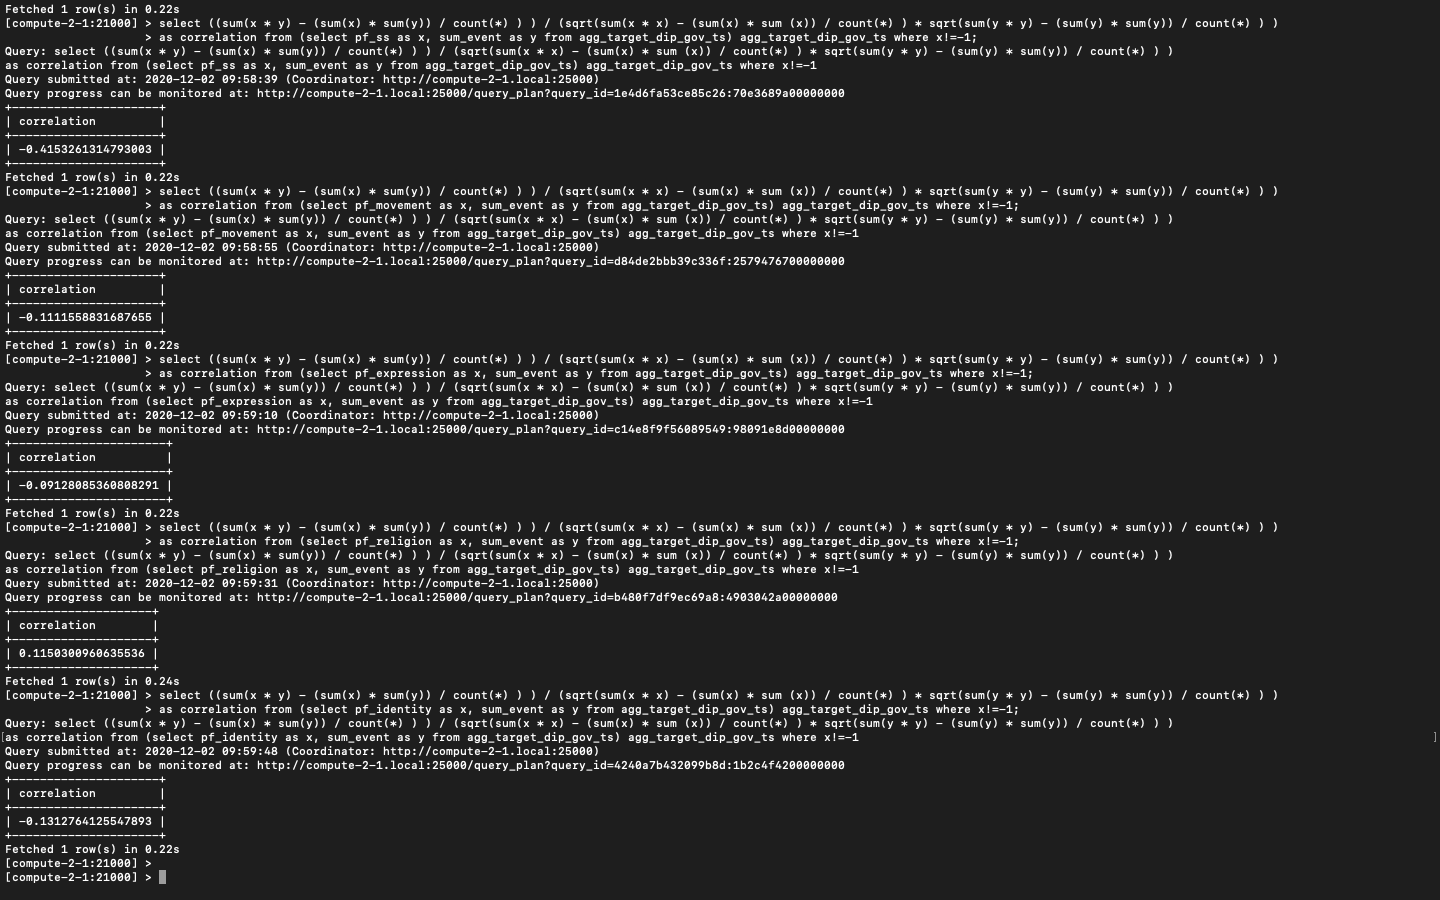 Fetched 1 row(s) in 0.22s
[compute-2-1:21000] > select ((sum(x * y) - (sum(x) * sum(y)) / count(*) ) ) / (sqrt(sum(x * x) - (sum(x) * sum (x)) / count(*) ) * sqrt(sum(y * y) - (sum(y) * sum(y)) / count(*) ) )
> as correlation from (select pf_ss as x, sum_event as y from agg_target_dip_gov_ts) agg_target_dip_gov_ts where x!=-1;
Query: select ((sum(x * y) - (sum(x) * sum(y)) / count(*) ) ) / (sqrt(sum(x * x) - (sum(x) * sum (x)) / count(*) ) * sqrt(sum(y * y) - (sum(y) * sum(y)) / count(*) ) )
as correlation from (select pf_ss as x, sum_event as y from agg_target_dip_gov_ts) agg_target_dip_gov_ts where x!=-1
Query submitted at: 2020-12-02 09:58:39 (Coordinator: http://compute-2-1.local:25000)
Query progress can be monitored at: http://compute-2-1.local:25000/query_plan?query_id=1e4d6fa53ce85c26:70e3689a00000000
+---------------------+
| correlation         |
+---------------------+
| -0.4153261314793003 |
+---------------------+
Fetched 1 row(s) in 0.22s
[compute-2-1:21000] > select ((sum(x * y) - (sum(x) * sum(y)) / count(*) ) ) / (sqrt(sum(x * x) - (sum(x) * sum (x)) / count(*) ) * sqrt(sum(y * y) - (sum(y) * sum(y)) / count(*) ) )
> as correlation from (select pf_movement as x, sum_event as y from agg_target_dip_gov_ts) agg_target_dip_gov_ts where x!=-1;
Query: select ((sum(x * y) - (sum(x) * sum(y)) / count(*) ) ) / (sqrt(sum(x * x) - (sum(x) * sum (x)) / count(*) ) * sqrt(sum(y * y) - (sum(y) * sum(y)) / count(*) ) )
as correlation from (select pf_movement as x, sum_event as y from agg_target_dip_gov_ts) agg_target_dip_gov_ts where x!=-1
Query submitted at: 2020-12-02 09:58:55 (Coordinator: http://compute-2-1.local:25000)
Query progress can be monitored at: http://compute-2-1.local:25000/query_plan?query_id=d84de2bbb39c336f:2579476700000000
+---------------------+
| correlation         |
+---------------------+
| -0.1111558831687655 |
+---------------------+
Fetched 1 row(s) in 0.22s
[compute-2-1:21000] > select ((sum(x * y) - (sum(x) * sum(y)) / count(*) ) ) / (sqrt(sum(x * x) - (sum(x) * sum (x)) / count(*) ) * sqrt(sum(y * y) - (sum(y) * sum(y)) / count(*) ) )
> as correlation from (select pf_expression as x, sum_event as y from agg_target_dip_gov_ts) agg_target_dip_gov_ts where x!=-1;
Query: select ((sum(x * y) - (sum(x) * sum(y)) / count(*) ) ) / (sqrt(sum(x * x) - (sum(x) * sum (x)) / count(*) ) * sqrt(sum(y * y) - (sum(y) * sum(y)) / count(*) ) )
as correlation from (select pf_expression as x, sum_event as y from agg_target_dip_gov_ts) agg_target_dip_gov_ts where x!=-1
Query submitted at: 2020-12-02 09:59:10 (Coordinator: http://compute-2-1.local:25000)
Query progress can be monitored at: http://compute-2-1.local:25000/query_plan?query_id=c14e8f9f56089549:98091e8d00000000
+----------------------+
| correlation          |
+----------------------+
| -0.09128085360808291 |
+----------------------+
Fetched 1 row(s) in 0.22s
[compute-2-1:21000] > select ((sum(x * y) - (sum(x) * sum(y)) / count(*) ) ) / (sqrt(sum(x * x) - (sum(x) * sum (x)) / count(*) ) * sqrt(sum(y * y) - (sum(y) * sum(y)) / count(*) ) )
> as correlation from (select pf_religion as x, sum_event as y from agg_target_dip_gov_ts) agg_target_dip_gov_ts where x!=-1;
Query: select ((sum(x * y) - (sum(x) * sum(y)) / count(*) ) ) / (sqrt(sum(x * x) - (sum(x) * sum (x)) / count(*) ) * sqrt(sum(y * y) - (sum(y) * sum(y)) / count(*) ) )
as correlation from (select pf_religion as x, sum_event as y from agg_target_dip_gov_ts) agg_target_dip_gov_ts where x!=-1
Query submitted at: 2020-12-02 09:59:31 (Coordinator: http://compute-2-1.local:25000)
Query progress can be monitored at: http://compute-2-1.local:25000/query_plan?query_id=b480f7df9ec69a8:4903042a00000000
+--------------------+
| correlation        |
+--------------------+
| 0.1150300960635536 |
+--------------------+
Fetched 1 row(s) in 0.24s
[compute-2-1:21000] > select ((sum(x * y) - (sum(x) * sum(y)) / count(*) ) ) / (sqrt(sum(x * x) - (sum(x) * sum (x)) / count(*) ) * sqrt(sum(y * y) - (sum(y) * sum(y)) / count(*) ) )
> as correlation from (select pf_identity as x, sum_event as y from agg_target_dip_gov_ts) agg_target_dip_gov_ts where x!=-1;
Query: select ((sum(x * y) - (sum(x) * sum(y)) / count(*) ) ) / (sqrt(sum(x * x) - (sum(x) * sum (x)) / count(*) ) * sqrt(sum(y * y) - (sum(y) * sum(y)) / count(*) ) )
as correlation from (select pf_identity as x, sum_event as y from agg_target_dip_gov_ts) agg_target_dip_gov_ts where x!=-1
Query submitted at: 2020-12-02 09:59:48 (Coordinator: http://compute-2-1.local:25000)
Query progress can be monitored at: http://compute-2-1.local:25000/query_plan?query_id=4240a7b432099b8d:1b2c4f4200000000
+---------------------+
| correlation         |
+---------------------+
| -0.1312764125547893 |
+---------------------+
Fetched 1 row(s) in 0.22s
[compute-2-1:21000] >
[compute-2-1:21000] >